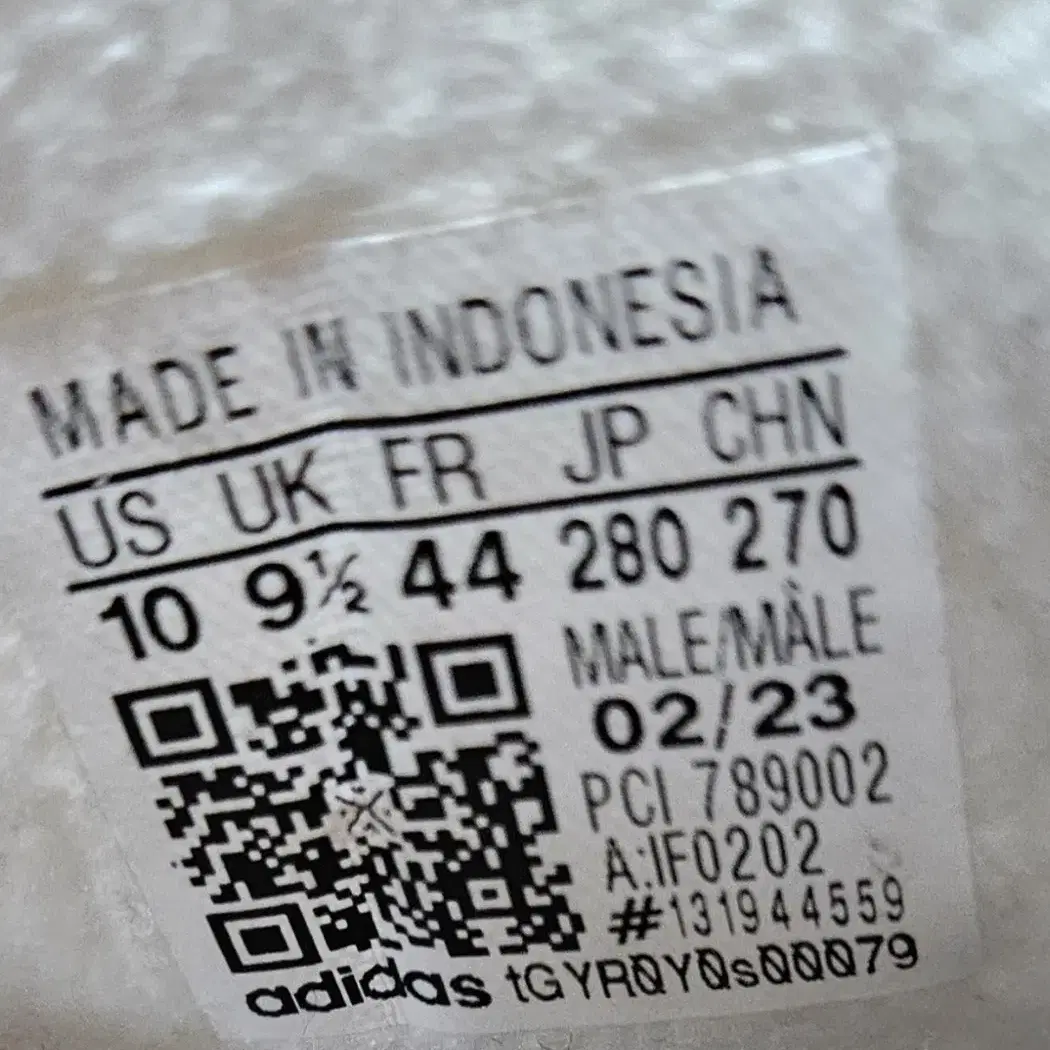 MADE IN INDONESIA
US UK FR JP CHN
10 9½ 44 280 270
MALE/MÀLE
02/23
PCI 789002
A:IF0202
#131944559
adidas tGYR0Y0s00079